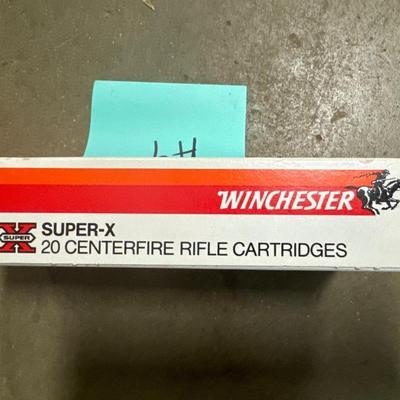 WINCHESTER
X SUPER
SUPER-X
20 CENTERFIRE RIFLE CARTRIDGES